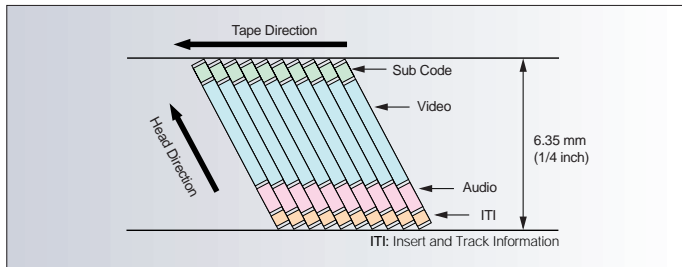 Tape Direction
Sub Code
Video
Head Direction
6.35 mm
(1/4 inch)
Audio
ITI
ITI: Insert and Track Information